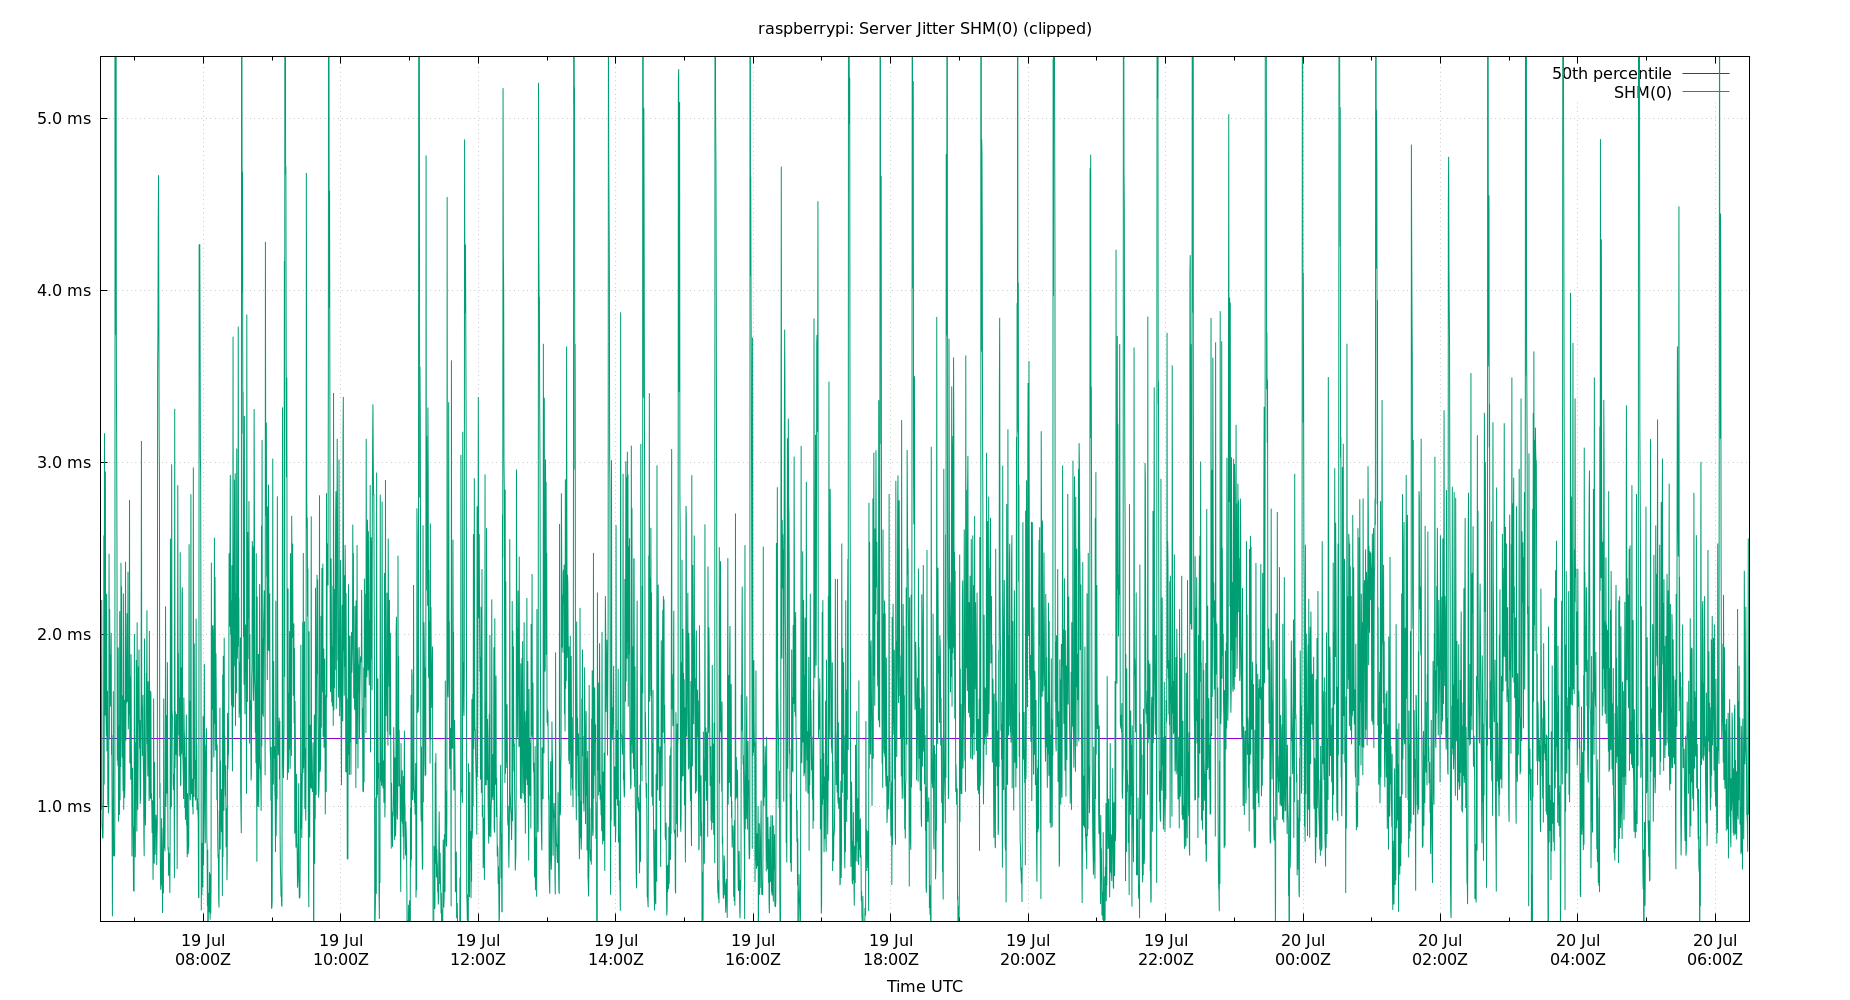 raspberrypi: Server Jitter SHM(0) (clipped)
50th percentile
SHM(0)
5.0 ms
4.0 ms
3.0 ms
2.0 ms
1.0 ms
19 Jul 19 Jul 19 Jul 19 Jul 19 Jul 19 Jul 19 Jul 19 Jul 20 Jul 20 Jul 20 Jul 20 Jul
08:00Z 10:00Z 12:00Z 14:00Z 16:00Z 18:00Z 20:00Z 22:00Z 00:00Z 02:00Z 04:00Z 06:00Z
Time UTC